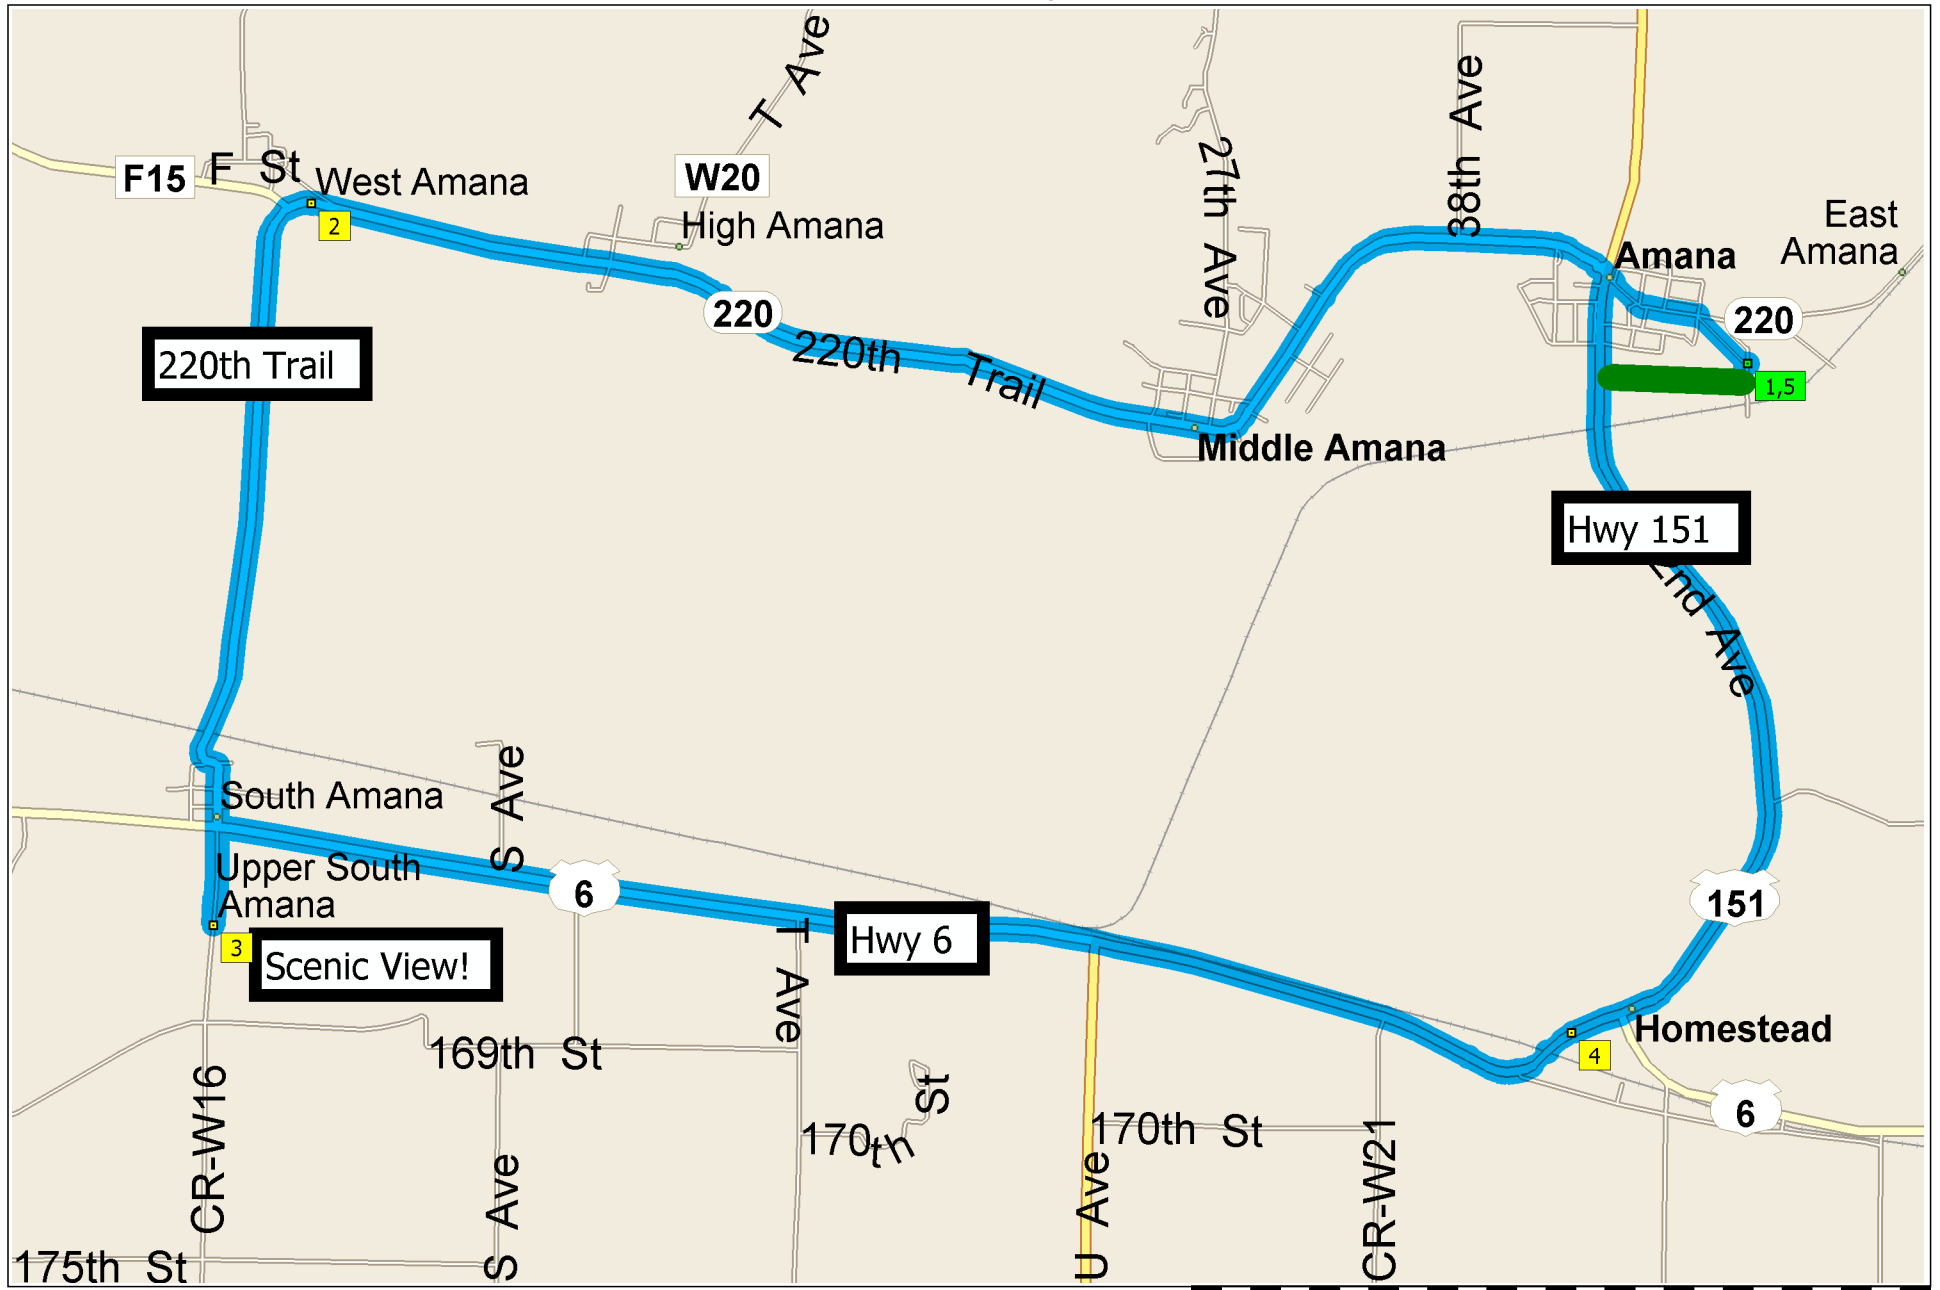 T Ave
38th Ave
27th Ave
F15
F St
West Amana
W20
2
High Amana
East
Amana
Amana
220
220
220th Trail
220th Trail
1,5
Middle Amana
Hwy 151
2nd Ave
South Amana
S Ave
Upper South
Amana
6
151
3
Scenic View!
T Ave
Hwy 6
Homestead
4
169th St
CR-W16
170th St
170th St
6
S Ave
U Ave
CR-W21
175th St